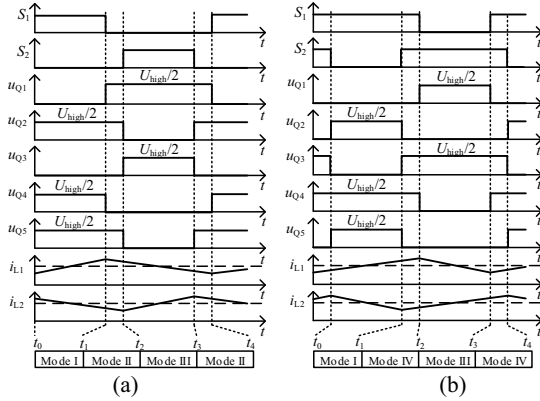 S1
t
S2
t
uQ1
Uhigh/2
t
uQ2
Uhigh/2
t
uQ3
Uhigh/2
t
uQ4
Uhigh/2
t
uQ5
Uhigh/2
t
iL1
t
iL2
t
t0 t1 t2 t3 t4
Mode I Mode II Mode III Mode II
(a)
S1
t
S2
t
uQ1
Uhigh/2
t
uQ2
Uhigh/2
t
uQ3
Uhigh/2
t
uQ4
Uhigh/2
t
uQ5
Uhigh/2
t
iL1
t
iL2
t
t0 t1 t2 t3 t4
Mode I Mode IV Mode III Mode IV
(b)